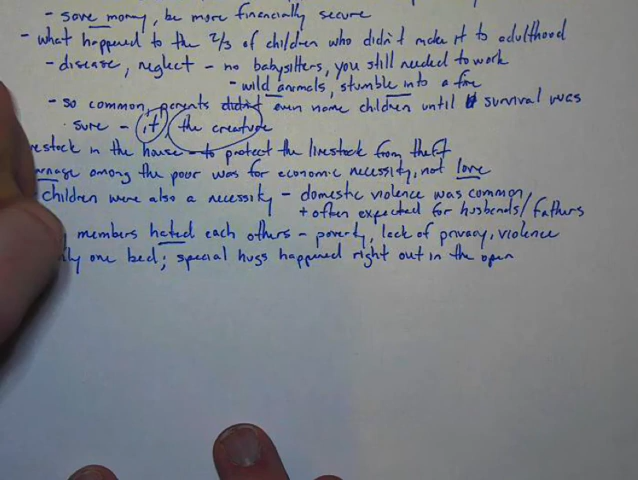 - save money, be more financially secure
- what happened to the 2/3 of children who didn't make it to adulthood
- disease, neglect - no babysitters, you still needed to work
- wild animals, stumble into a fire
- so common, parents didn't even name children until survival was
sure - it the creature
estock in the house - to protect the livestock from theft
rriage among the poor was for economic necessity, not love
children were also a necessity - domestic violence was common,
+ often expected for husbands/fathers
members hated each others - poverty, lack of privacy, violence
ly one bed; special hugs happened right out in the open